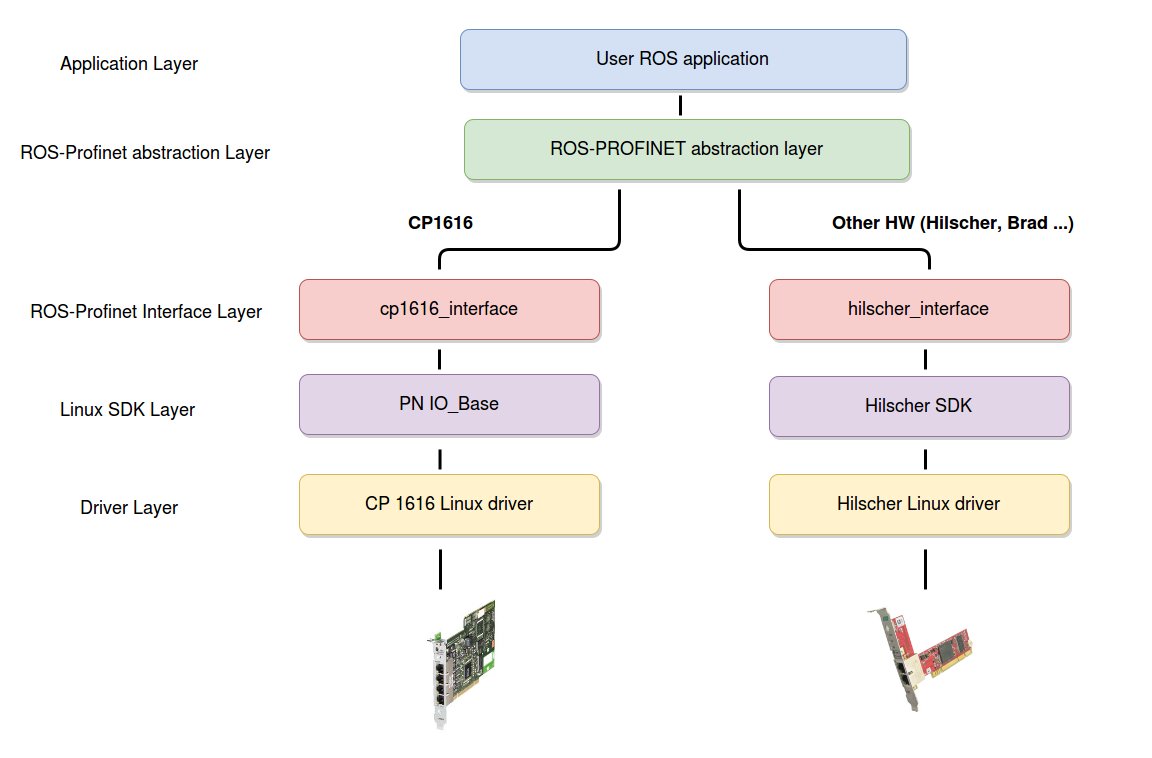 Application Layer
User ROS application
ROS-Profinet abstraction Layer
ROS-PROFINET abstraction layer
CP1616
Other HW (Hilscher, Brad ...)
ROS-Profinet Interface Layer
cp1616_interface
hilscher_interface
Linux SDK Layer
PN IO_Base
Hilscher SDK
Driver Layer
CP 1616 Linux driver
Hilscher Linux driver